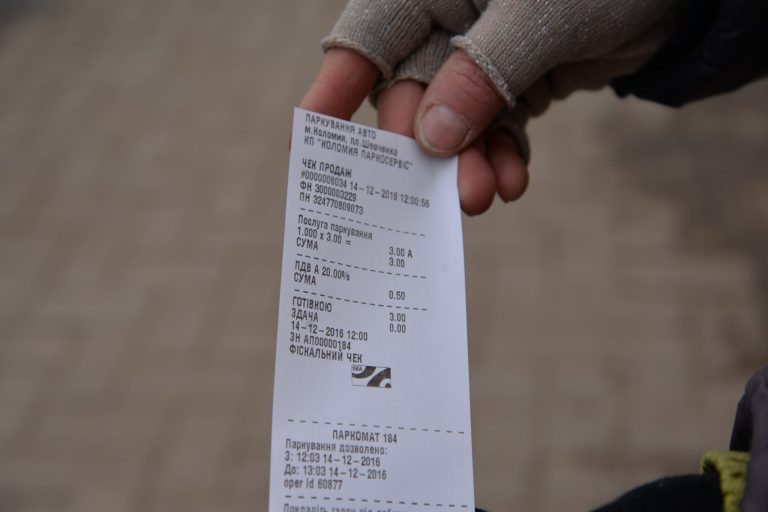 ПАРКУВАННЯ АВТО
м.Коломия, пл.Шевченка
КП "КОЛОМИЯ ПАРКОСЕРВІС"
ЧЕК ПРОДАЖ
#0000006034 14-12-2016 12:00:56
ФН 3000003229
ПН 324770809073
Послуга паркування
1.000 x 3.00 = 3.00 А
СУМА 3.00
ПДВ А 20.00%
СУМА 0.50
ГОТІВКОЮ 3.00
ЗДАЧА 0.00
14-12-2016 12:00
ЗН АП00000184
ФІСКАЛЬНИЙ ЧЕК
ПАРКОМАТ 184
Паркування дозволено:
З: 12:03 14-12-2016
До: 13:03 14-12-2016
oper id 60877
Покладіть талон під